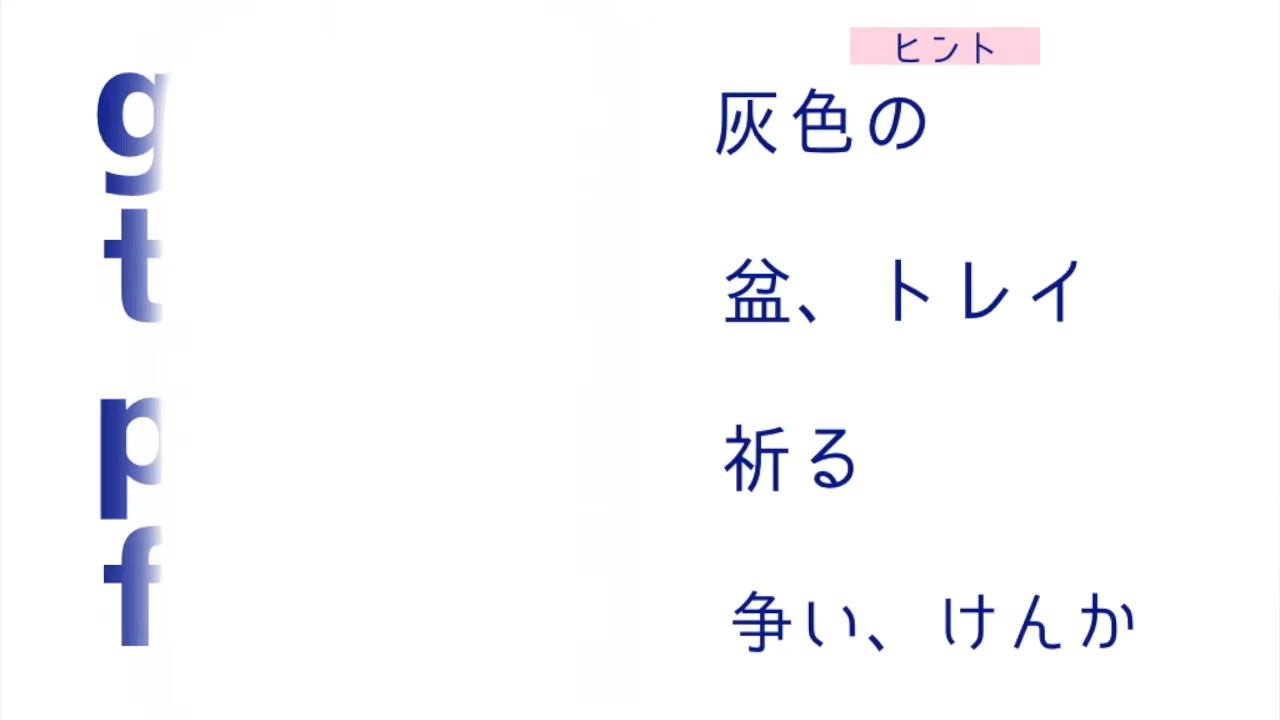 ヒント
g 灰色の
t 盆、トレイ
p 祈る
f 争い、けんか